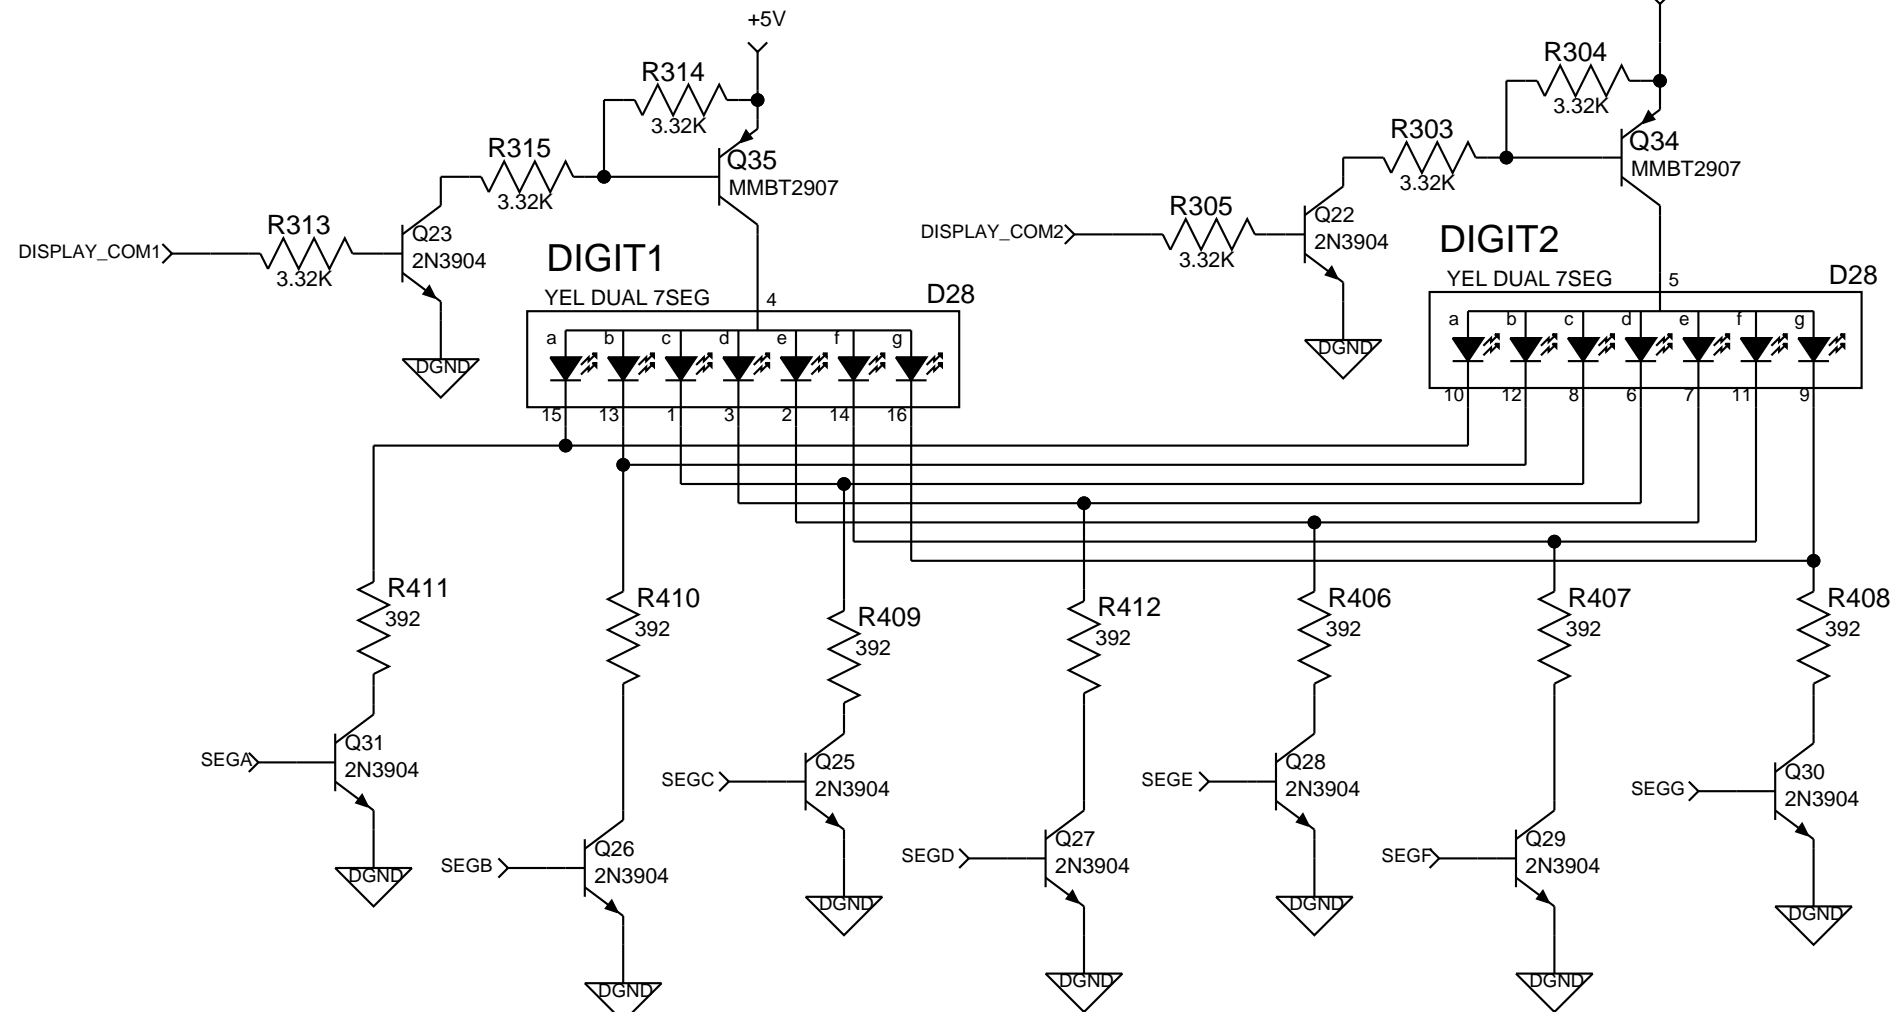 +5V
R314
3.32K
R304
3.32K
R315
3.32K
Q35
MMBT2907
R303
3.32K
Q34
MMBT2907
DISPLAY_COM1
R313
3.32K
Q23
2N3904
DISPLAY_COM2
R305
3.32K
Q22
2N3904
DGND
DGND
DIGIT1
YEL DUAL 7SEG
4
D28
a b c d e f g
15 13 1 3 2 14 16
DIGIT2
YEL DUAL 7SEG
5
D28
a b c d e f g
10 12 8 6 7 11 9
R411
392
R410
392
R409
392
R412
392
R406
392
R407
392
R408
392
SEGA
Q31
2N3904
DGND
SEGB
Q26
2N3904
DGND
SEGC
Q25
2N3904
DGND
SEGD
Q27
2N3904
DGND
SEGE
Q28
2N3904
DGND
SEGF
Q29
2N3904
DGND
SEGG
Q30
2N3904
DGND